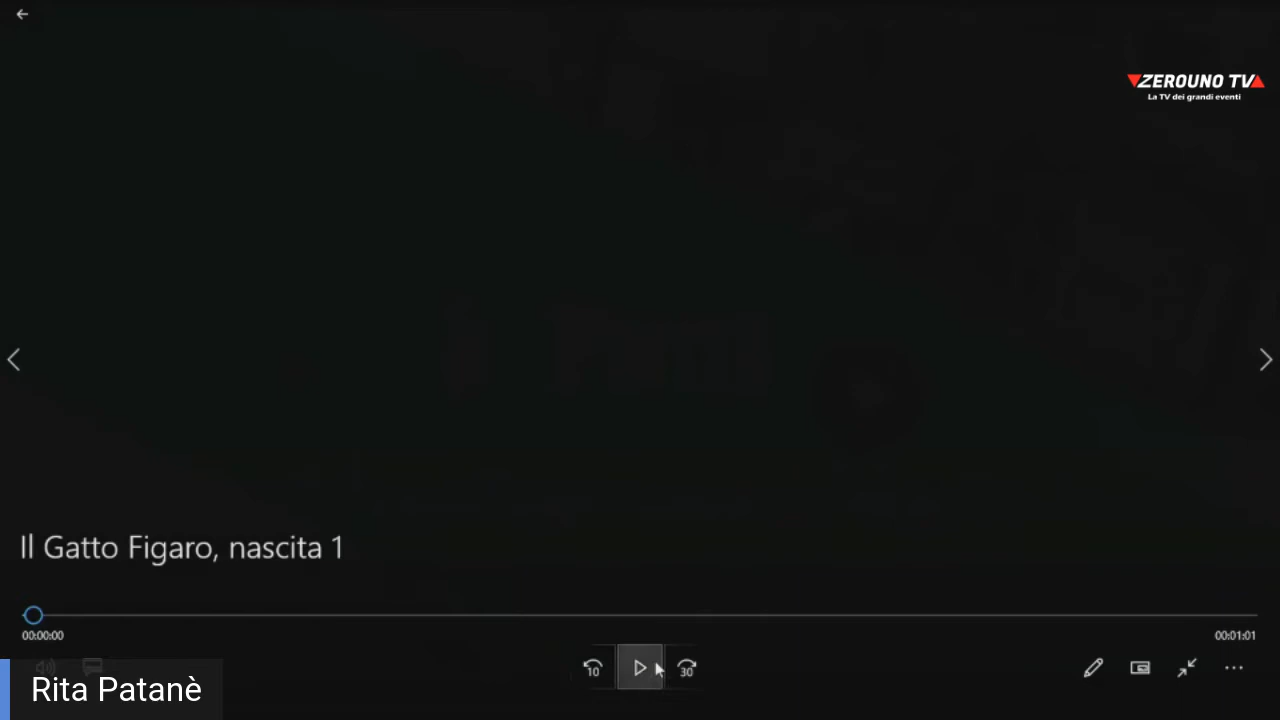 ZEROUNO TV
La TV dei grandi eventi
Il Gatto Figaro, nascita 1
00:00:00
00:01:01
10
30
Rita Patanè